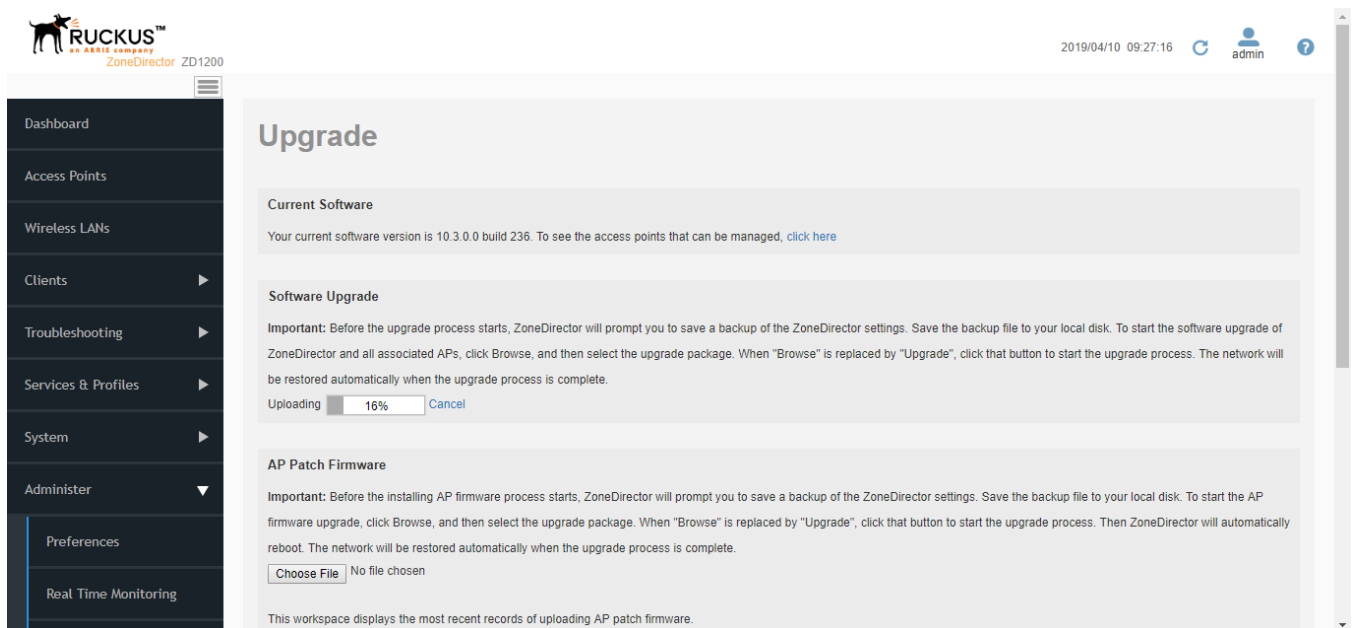 RUCKUS™
an ARRIS company
ZoneDirector ZD1200
2019/04/10 09:27:16
admin
?
Dashboard
Access Points
Wireless LANs
Clients
Troubleshooting
Services & Profiles
System
Administer
Preferences
Real Time Monitoring
Upgrade
Current Software
Your current software version is 10.3.0.0 build 236. To see the access points that can be managed, click here
Software Upgrade
Important: Before the upgrade process starts, ZoneDirector will prompt you to save a backup of the ZoneDirector settings. Save the backup file to your local disk. To start the software upgrade of
ZoneDirector and all associated APs, click Browse, and then select the upgrade package. When "Browse" is replaced by "Upgrade", click that button to start the upgrade process. The network will
be restored automatically when the upgrade process is complete.
Uploading 16% Cancel
AP Patch Firmware
Important: Before the installing AP firmware process starts, ZoneDirector will prompt you to save a backup of the ZoneDirector settings. Save the backup file to your local disk. To start the AP
firmware upgrade, click Browse, and then select the upgrade package. When "Browse" is replaced by "Upgrade", click that button to start the upgrade process. Then ZoneDirector will automatically
reboot. The network will be restored automatically when the upgrade process is complete.
Choose File No file chosen
This workspace displays the most recent records of uploading AP patch firmware.